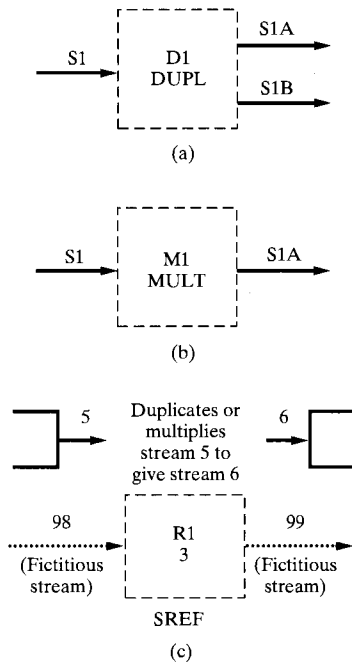 S1
D1
DUPL
S1A
S1B
(a)
S1
M1
MULT
S1A
(b)
5
Duplicates or
multiplies
stream 5 to
give stream 6
6
98
(Fictitious
stream)
R1
3
99
(Fictitious
stream)
SREF
(c)